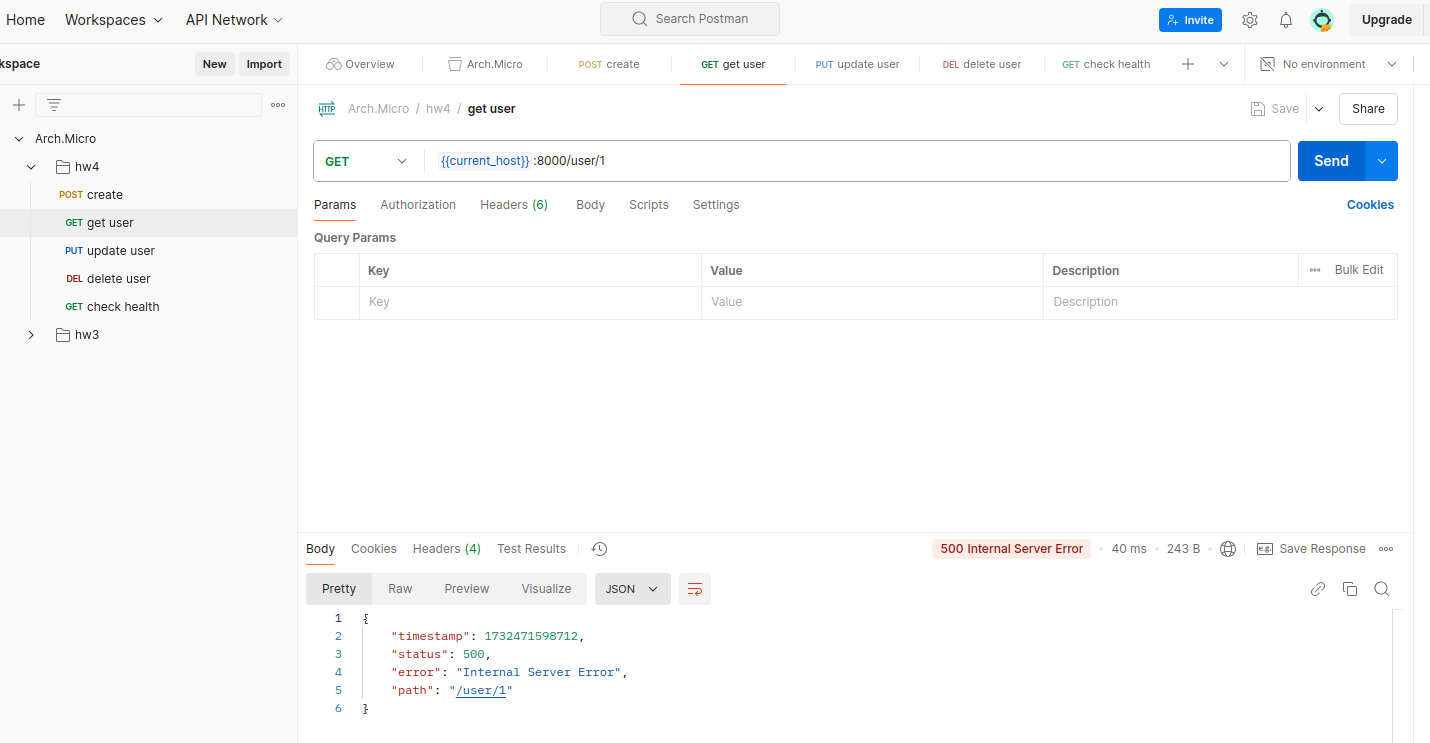 Home Workspaces API Network Search Postman Invite Upgrade
kspace New Import Overview Arch.Micro POST create GET get user PUT update user DEL delete user GET check health No environment
Arch.Micro / hw4 / get user Save Share
Arch.Micro
hw4
POST create
GET get user
PUT update user
DEL delete user
GET check health
hw3
HTTP
GET {{current_host}} :8000/user/1 Send
Params Authorization Headers (6) Body Scripts Settings Cookies
Query Params
Key Value Description Bulk Edit
Key Value Description
Body Cookies Headers (4) Test Results 500 Internal Server Error 40 ms 243 B e.g. Save Response
Pretty Raw Preview Visualize JSON
1 {
2 "timestamp": 1732471598712,
3 "status": 500,
4 "error": "Internal Server Error",
5 "path": "/user/1"
6 }